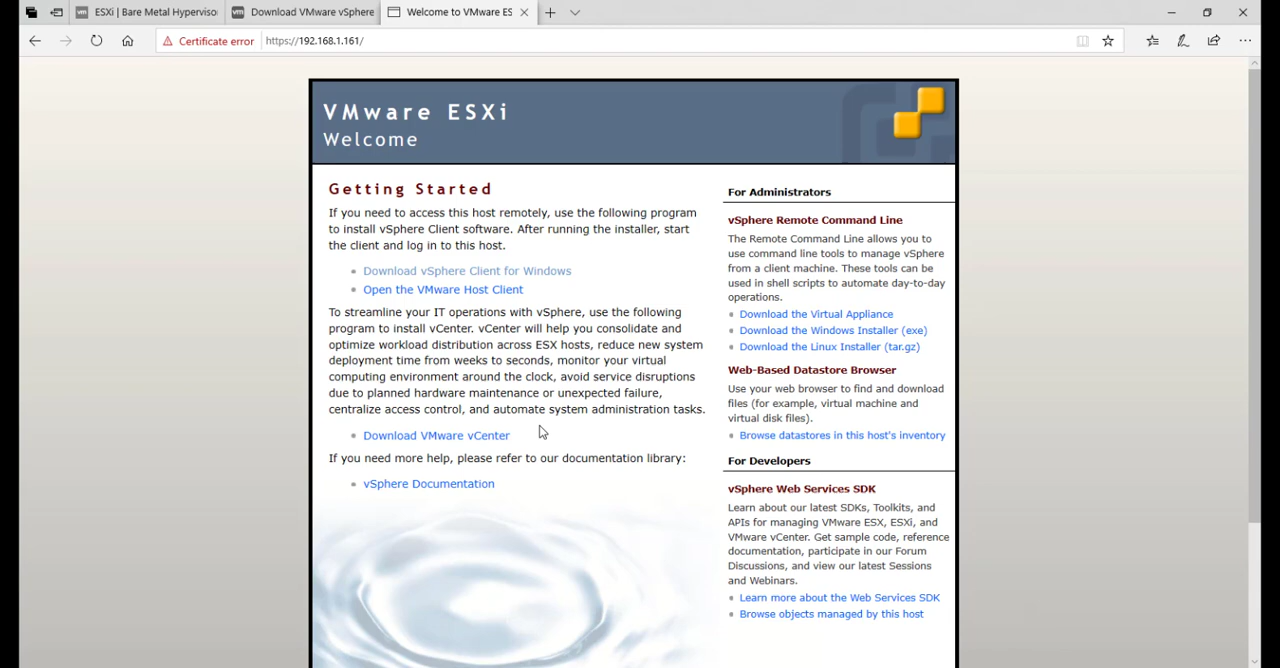 ESXi | Bare Metal Hypervisor
Download VMware vSphere
Welcome to VMware ES
Certificate error
https://192.168.1.161/
VMware ESXi
Welcome
Getting Started
If you need to access this host remotely, use the following program
to install vSphere Client software. After running the installer, start
the client and log in to this host.
Download vSphere Client for Windows
Open the VMware Host Client
To streamline your IT operations with vSphere, use the following
program to install vCenter. vCenter will help you consolidate and
optimize workload distribution across ESX hosts, reduce new system
deployment time from weeks to seconds, monitor your virtual
computing environment around the clock, avoid service disruptions
due to planned hardware maintenance or unexpected failure,
centralize access control, and automate system administration tasks.
Download VMware vCenter
If you need more help, please refer to our documentation library:
vSphere Documentation
For Administrators
vSphere Remote Command Line
The Remote Command Line allows you to
use command line tools to manage vSphere
from a client machine. These tools can be
used in shell scripts to automate day-to-day
operations.
Download the Virtual Appliance
Download the Windows Installer (exe)
Download the Linux Installer (tar.gz)
Web-Based Datastore Browser
Use your web browser to find and download
files (for example, virtual machine and
virtual disk files).
Browse datastores in this host's inventory
For Developers
vSphere Web Services SDK
Learn about our latest SDKs, Toolkits, and
APIs for managing VMware ESX, ESXi, and
VMware vCenter. Get sample code, reference
documentation, participate in our Forum
Discussions, and view our latest Sessions
and Webinars.
Learn more about the Web Services SDK
Browse objects managed by this host